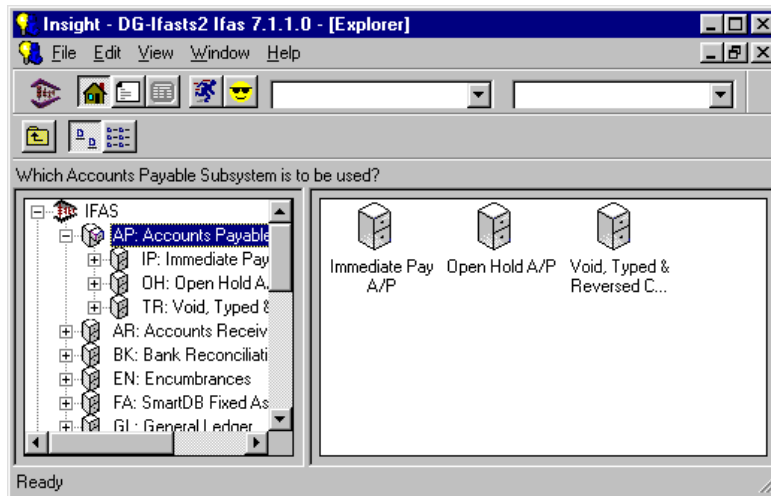 Insight - DG-Ifasts2 Ifas 7.1.1.0 - [Explorer]
File Edit View Window Help
Which Accounts Payable Subsystem is to be used?
IFAS
AP: Accounts Payable
IP: Immediate Pay
OH: Open Hold A/
TR: Void, Typed &
AR: Accounts Receiv
BK: Bank Reconciliati
EN: Encumbrances
FA: SmartDB Fixed As
GL: General Ledger
Immediate Pay
A/P
Open Hold A/P
Void, Typed &
Reversed C...
Ready